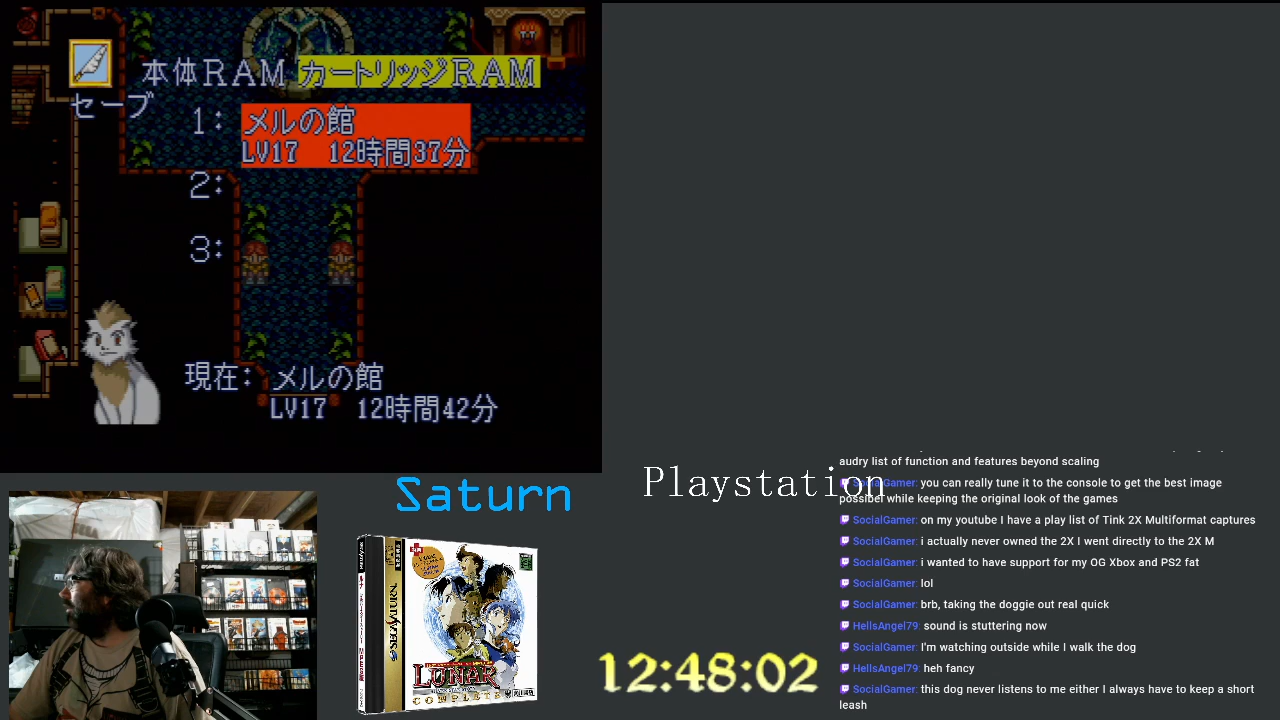 本体RAM カートリッジRAM
セーブ
1: メルの館
LV17 12時間37分
2:
3:
現在: メルの館
LV17 12時間42分
Saturn
Playstation
SEGA SATURN
LUNAR
COMPLETE
12:48:02
audry list of function and features beyond scaling
SocialGamer: you can really tune it to the console to get the best image
possible while keeping the original look of the games
SocialGamer: on my youtube I have a play list of Tink 2X Multiformat captures
SocialGamer: i actually never owned the 2X I went directly to the 2X M
SocialGamer: i wanted to have support for my OG Xbox and PS2 fat
SocialGamer: lol
SocialGamer: brb, taking the doggie out real quick
HellsAngel79: sound is stuttering now
SocialGamer: I'm watching outside while I walk the dog
HellsAngel79: heh fancy
SocialGamer: this dog never listens to me either I always have to keep a short
leash